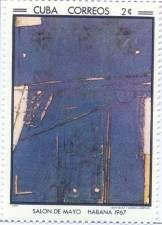 CUBA CORREOS 2¢
SALON DE MAYO HABANA 1967